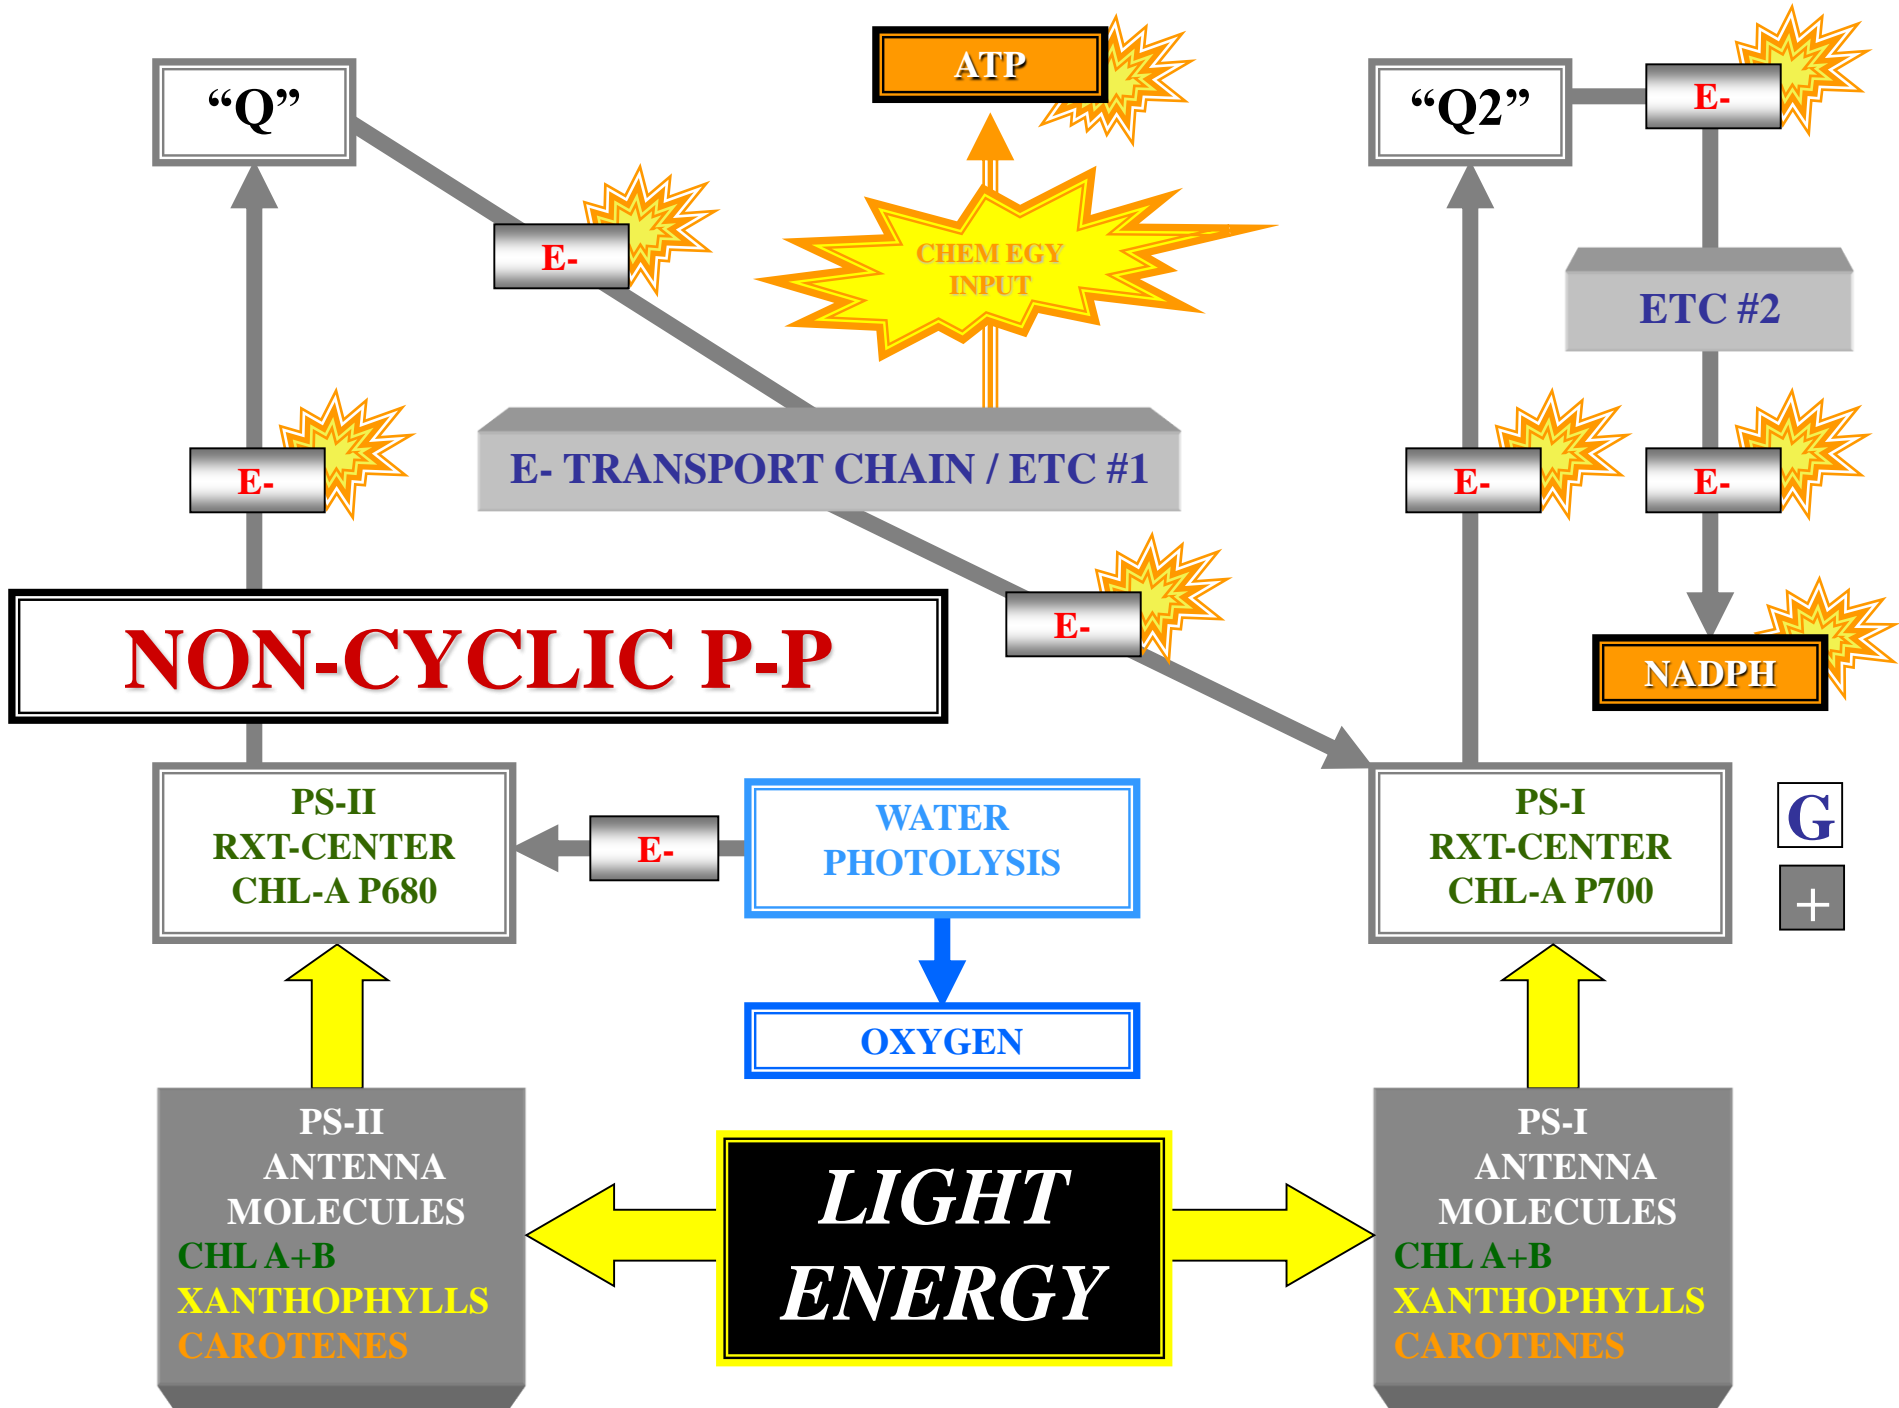 ATP
“Q”
“Q2”
E-
E-
CHEM EGY
INPUT
ETC #2
E- TRANSPORT CHAIN / ETC #1
E-
E-
E-
E-
NON-CYCLIC P-P
NADPH
PS-II
RXT-CENTER
CHL-A P680
E-
WATER
PHOTOLYSIS
PS-I
RXT-CENTER
CHL-A P700
G
+
OXYGEN
PS-II
ANTENNA
MOLECULES
CHL A+B
XANTHOPHYLLS
CAROTENES
LIGHT
ENERGY
PS-I
ANTENNA
MOLECULES
CHL A+B
XANTHOPHYLLS
CAROTENES